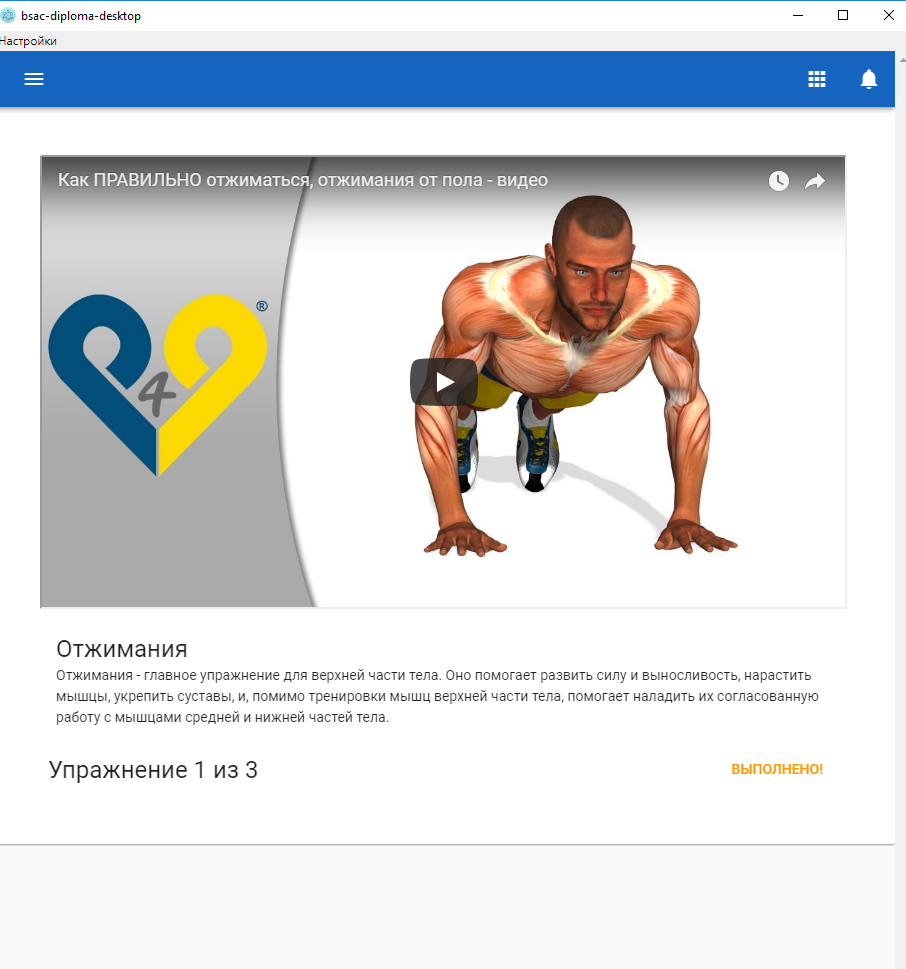 bsac-diploma-desktop
Настройки
Как ПРАВИЛЬНО отжиматься, отжимания от пола - видео
®
4
Отжимания
Отжимания - главное упражнение для верхней части тела. Оно помогает развить силу и выносливость, нарастить
мышцы, укрепить суставы, и, помимо тренировки мышц верхней части тела, помогает наладить их согласованную
работу с мышцами средней и нижней частей тела.
Упражнение 1 из 3
ВЫПОЛНЕНО!